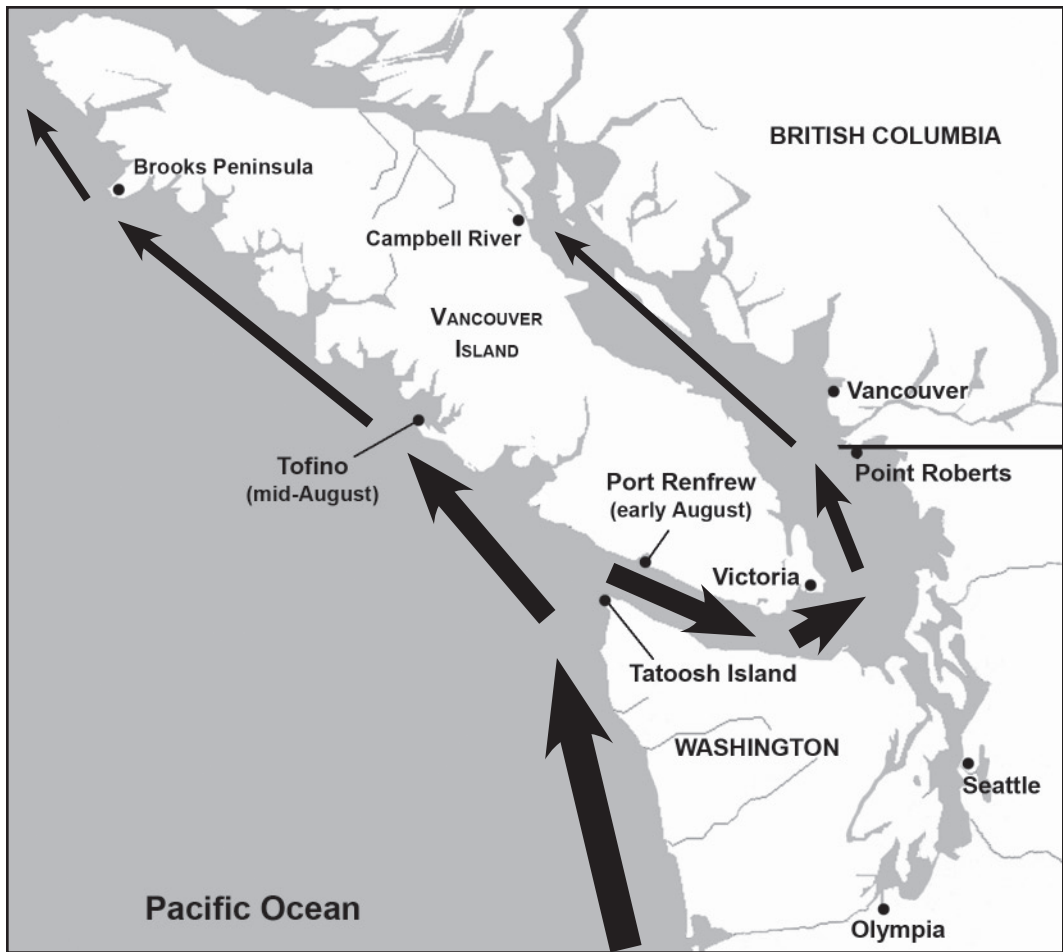 BRITISH COLUMBIA
Brooks Peninsula
Campbell River
VANCOUVER
ISLAND
Vancouver
Tofino
(mid-August)
Port Renfrew
(early August)
Point Roberts
Victoria
Tatoosh Island
WASHINGTON
Seattle
Pacific Ocean
Olympia